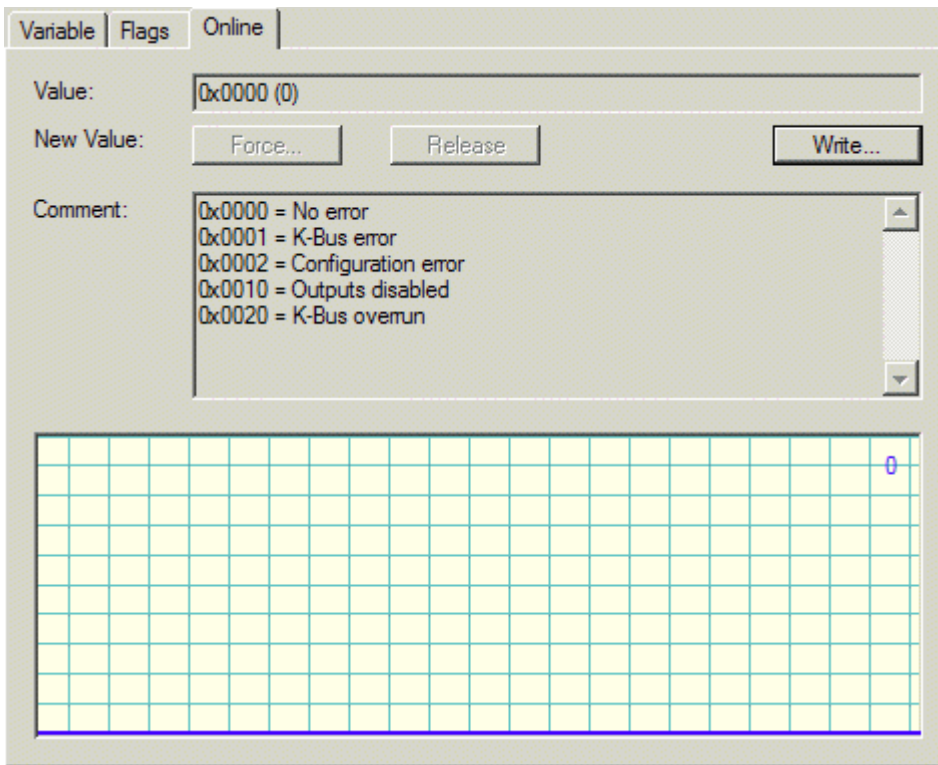 Variable Flags Online
Value: 0x0000 (0)
New Value: Force... Release Write...
Comment: 0x0000 = No error
0x0001 = K-Bus error
0x0002 = Configuration error
0x0010 = Outputs disabled
0x0020 = K-Bus overrun
0